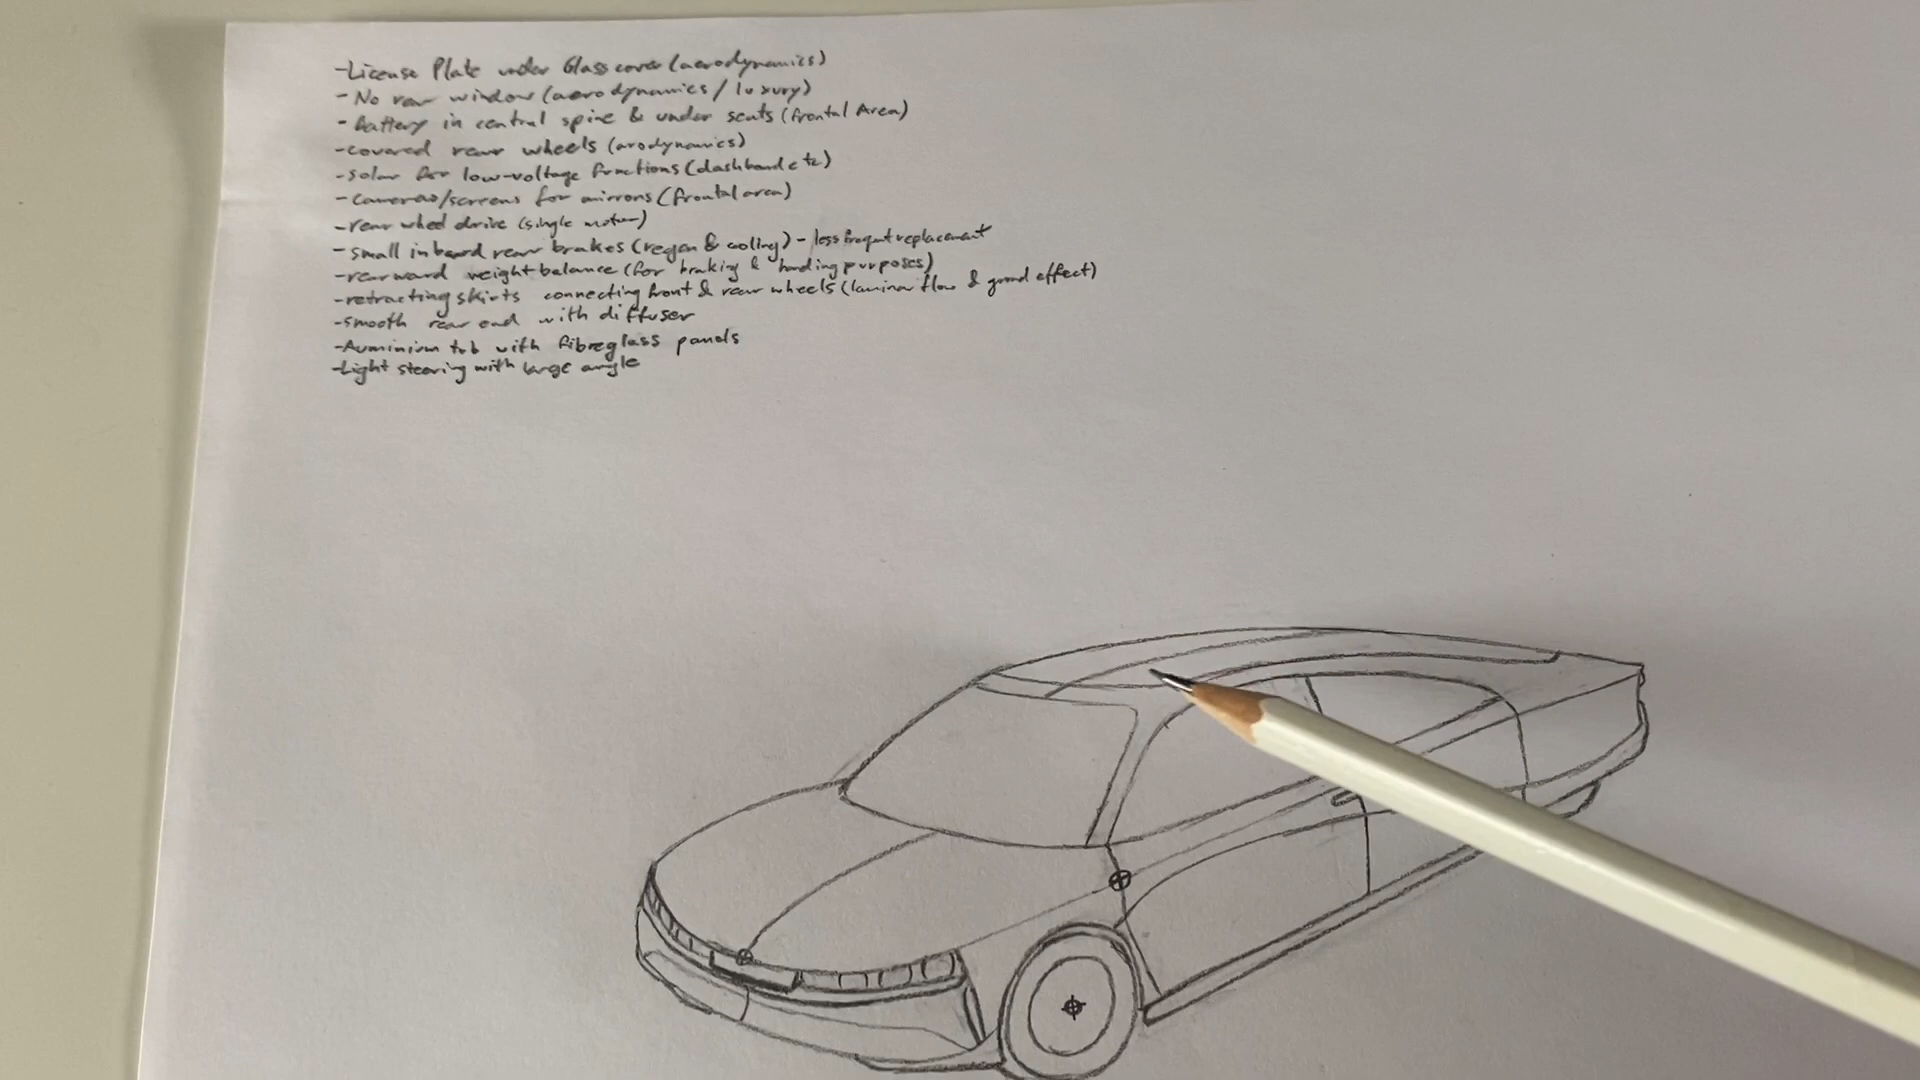 -License Plate under Glass cover (aerodynamics)
-No rear window (aerodynamics / luxury)
-Battery in central spine & under seats (frontal Area)
-covered rear wheels (arodynamics)
-solar for low-voltage functions (dashboard etc)
-cameras/screens for mirrors (frontal area)
-rear wheel drive (single motor)
-small inboard rear brakes (regen & cooling) - less frequent replacement
-rearward weight balance (for braking & handling purposes)
-retracting skirts connecting front & rear wheels (laminar flow & ground effect)
-smooth rear end with diffuser
-Auminium tub with fibreglass panels
-Light steering with large angle